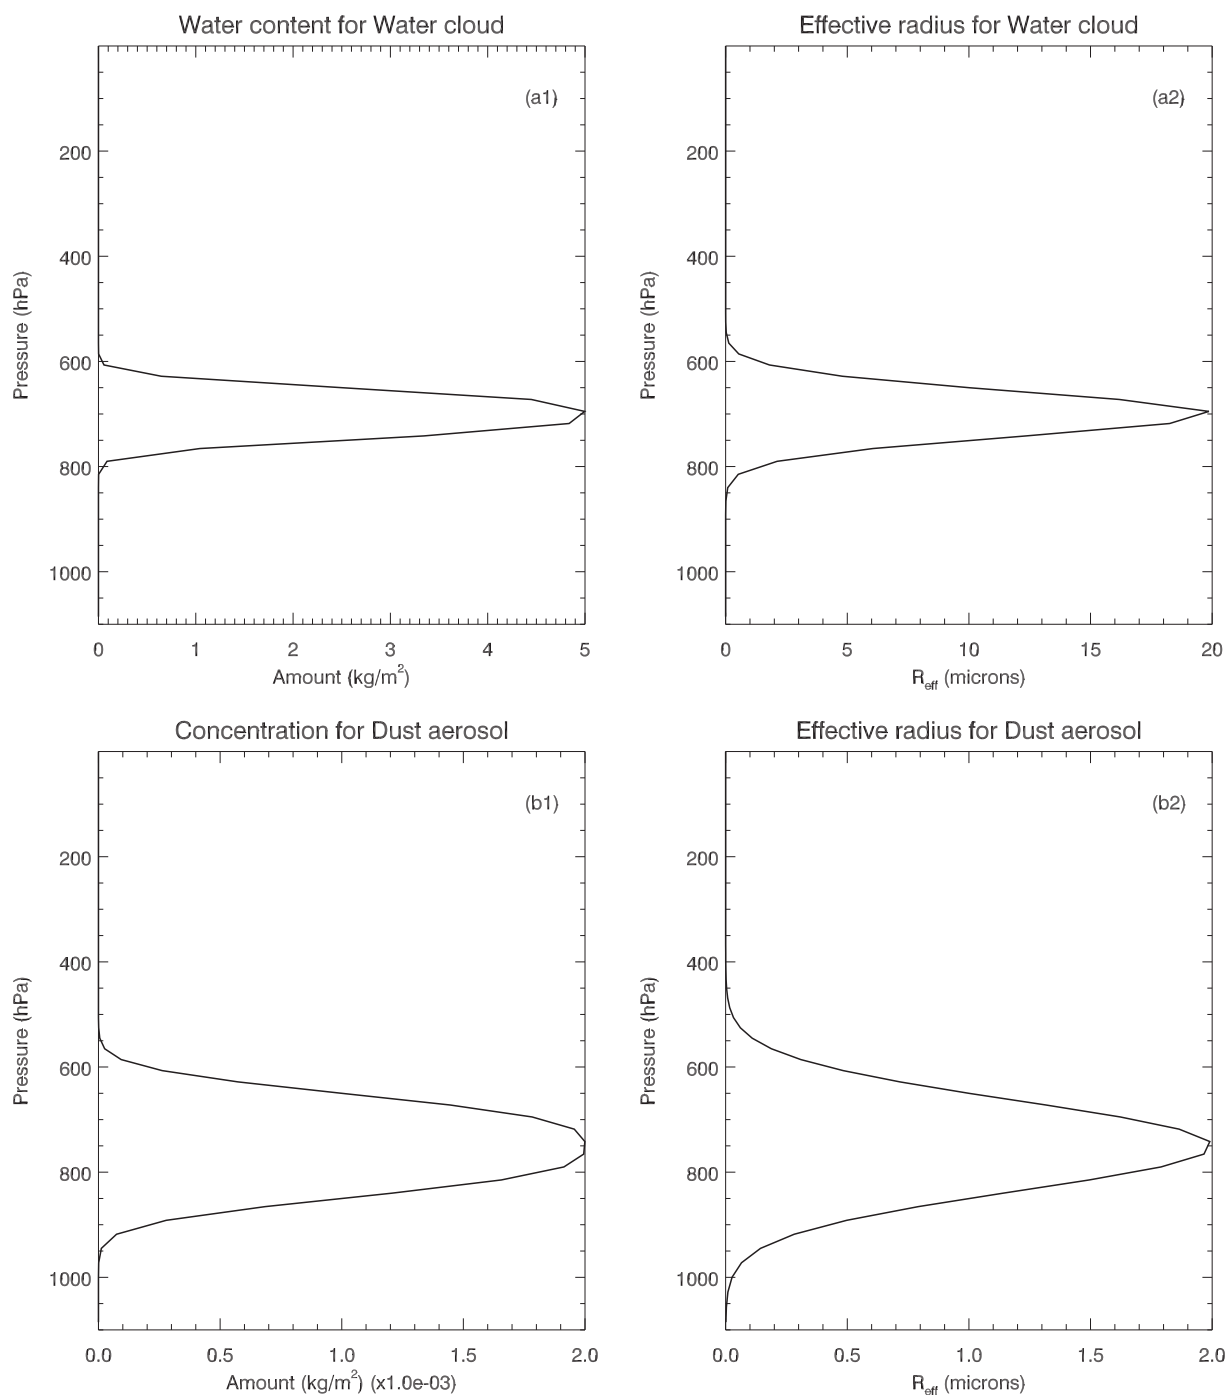 Water content for Water cloud
(a1)
Pressure (hPa)
200
400
600
800
1000
0 1 2 3 4 5
Amount (kg/m²)
Effective radius for Water cloud
(a2)
Pressure (hPa)
200
400
600
800
1000
0 5 10 15 20
Reff (microns)
Concentration for Dust aerosol
(b1)
Pressure (hPa)
200
400
600
800
1000
0.0 0.5 1.0 1.5 2.0
Amount (kg/m²) (x1.0e-03)
Effective radius for Dust aerosol
(b2)
Pressure (hPa)
200
400
600
800
1000
0.0 0.5 1.0 1.5 2.0
Reff (microns)